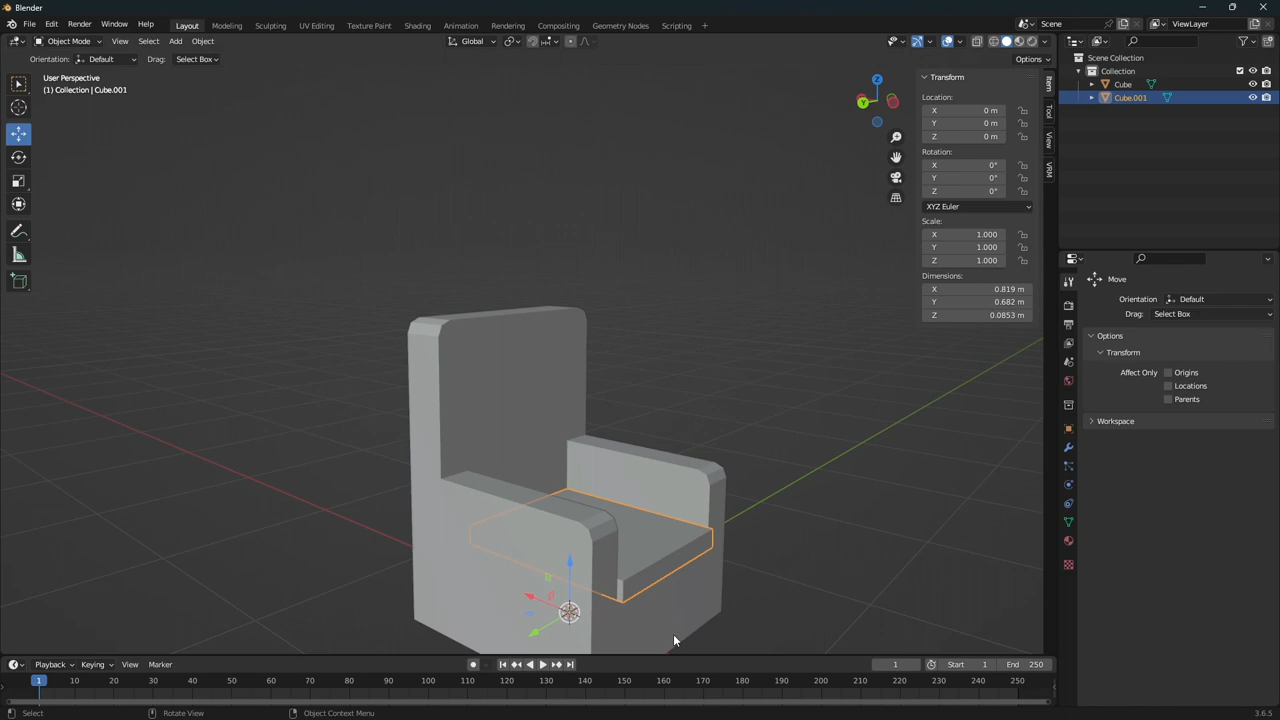 Blender
File Edit Render Window Help Layout Modeling Sculpting UV Editing Texture Paint Shading Animation Rendering Compositing Geometry Nodes Scripting + Scene ViewLayer
Object Mode View Select Add Object Global
Orientation: Default Drag: Select Box Options
User Perspective
(1) Collection | Cube.001
Z
Y
Transform
Location:
X 0 m
Y 0 m
Z 0 m
Rotation:
X 0°
Y 0°
Z 0°
XYZ Euler
Scale:
X 1.000
Y 1.000
Z 1.000
Dimensions:
X 0.819 m
Y 0.682 m
Z 0.0853 m
Item
Tool
View
VRM
Scene Collection
Collection
Cube
Cube.001
Move
Orientation Default
Drag: Select Box
Options
Transform
Affect Only Origins
Locations
Parents
Workspace
Playback Keying View Marker 1 Start 1 End 250
1 10 20 30 40 50 60 70 80 90 100 110 120 130 140 150 160 170 180 190 200 210 220 230 240 250
Select Rotate View Object Context Menu 3.6.5